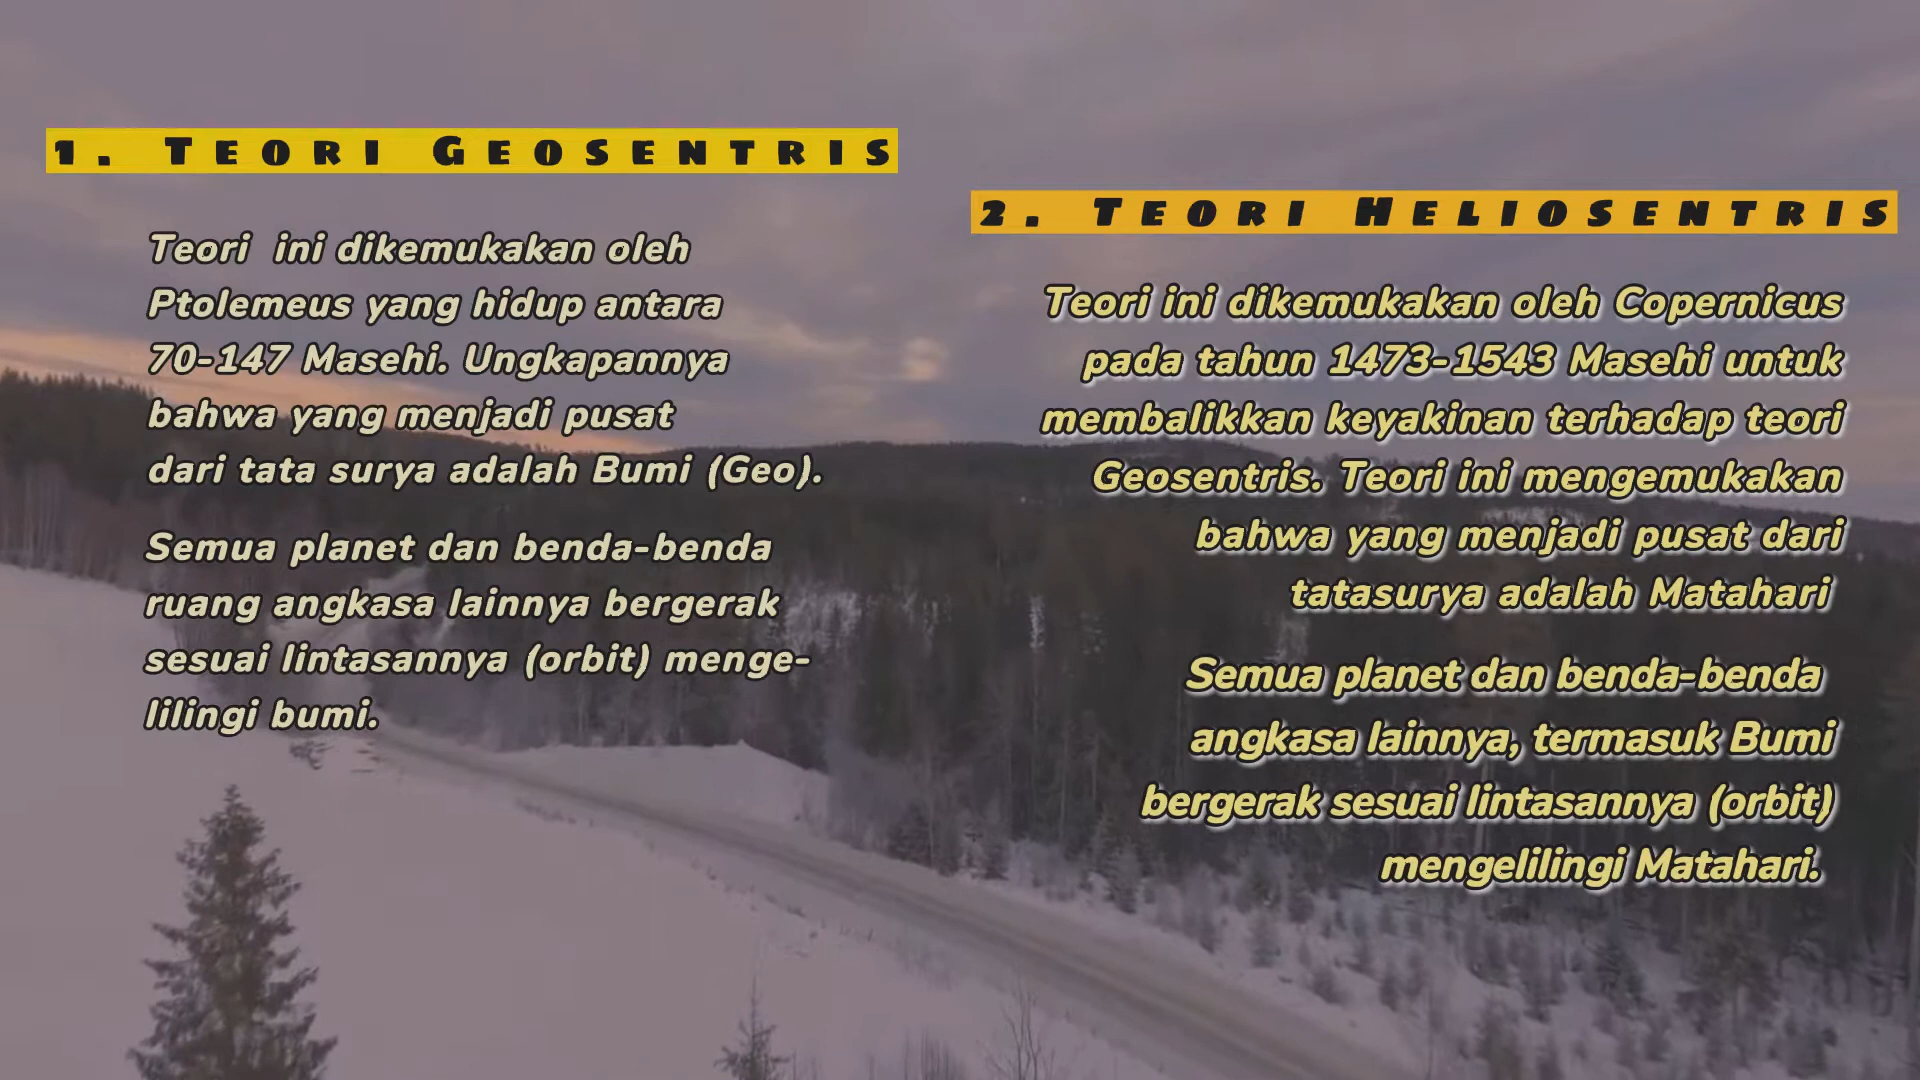 1. Teori Geosentris
Teori ini dikemukakan oleh
Ptolemeus yang hidup antara
70-147 Masehi. Ungkapannya
bahwa yang menjadi pusat
dari tata surya adalah Bumi (Geo).
Semua planet dan benda-benda
ruang angkasa lainnya bergerak
sesuai lintasannya (orbit) menge-
lilingi bumi.
2. Teori Heliosentris
Teori ini dikemukakan oleh Copernicus
pada tahun 1473-1543 Masehi untuk
membalikkan keyakinan terhadap teori
Geosentris. Teori ini mengemukakan
bahwa yang menjadi pusat dari
tatasurya adalah Matahari
Semua planet dan benda-benda
angkasa lainnya, termasuk Bumi
bergerak sesuai lintasannya (orbit)
mengelilingi Matahari.